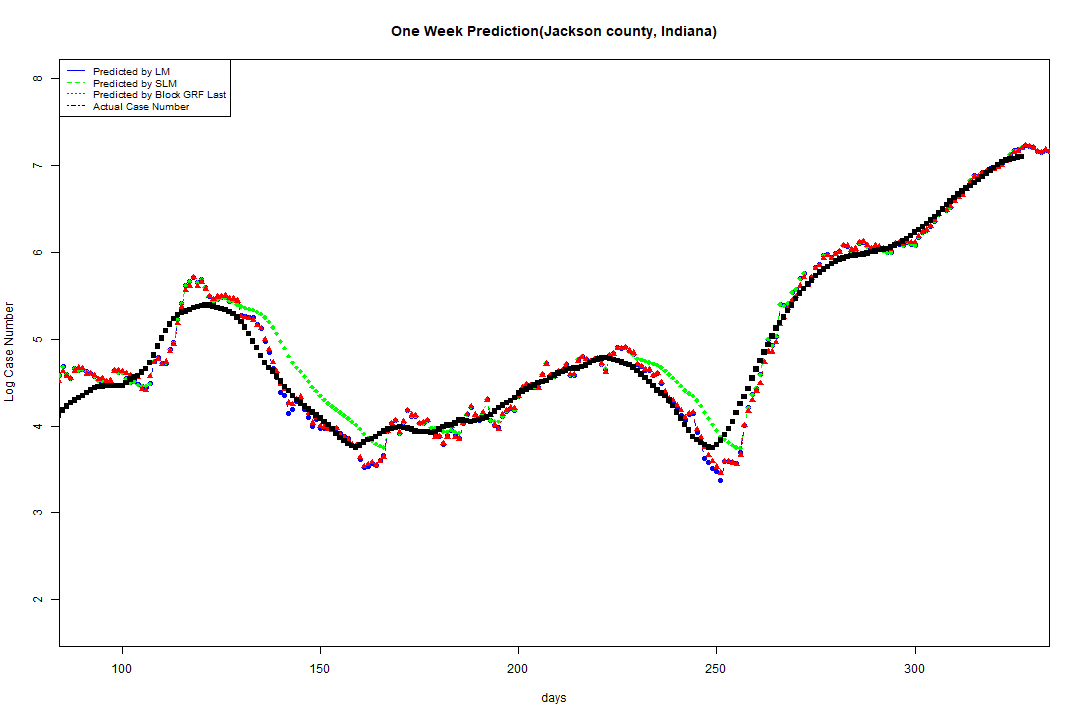 One Week Prediction(Jackson county, Indiana)
Predicted by LM
Predicted by SLM
Predicted by Block GRF Last
Actual Case Number
8
7
6
5
4
3
2
Log Case Number
100 150 200 250 300
days